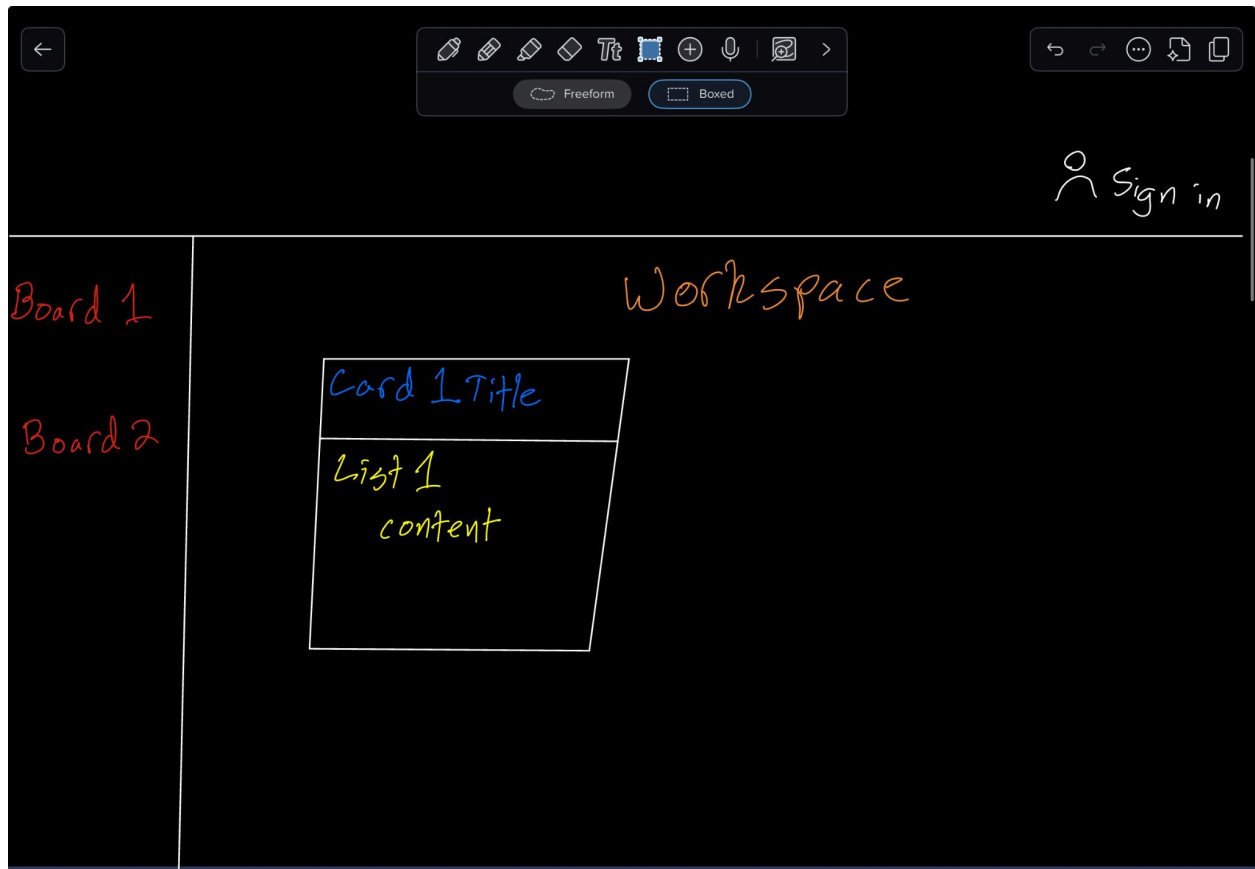 Freeform
Boxed
Sign in
Workspace
Board 1
Board 2
Card 1 Title
List 1
content